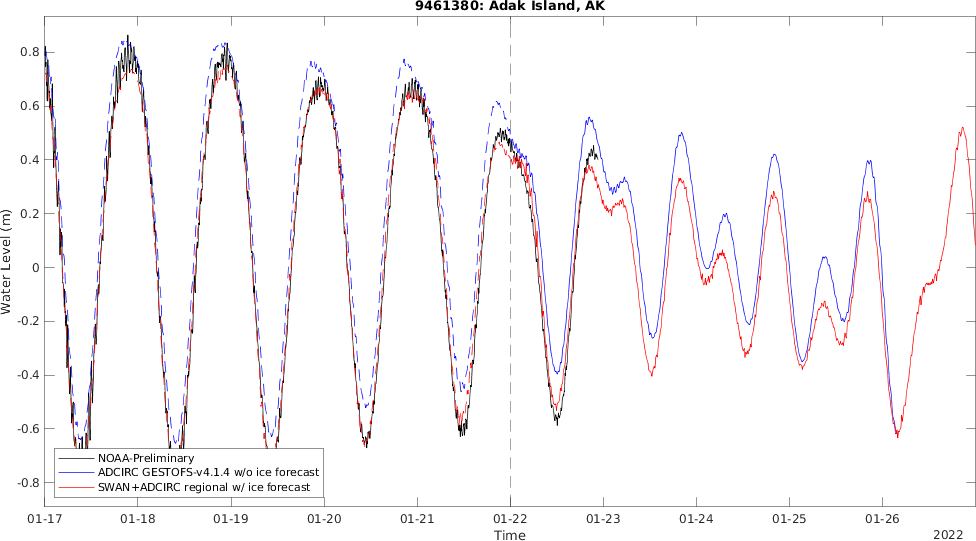 9461380: Adak Island, AK
Water Level (m)
0.8
0.6
0.4
0.2
0
-0.2
-0.4
-0.6
-0.8
NOAA-Preliminary
ADCIRC GESTOFS-v4.1.4 w/o ice forecast
SWAN+ADCIRC regional w/ ice forecast
01-17 01-18 01-19 01-20 01-21 01-22 01-23 01-24 01-25 01-26
Time
2022